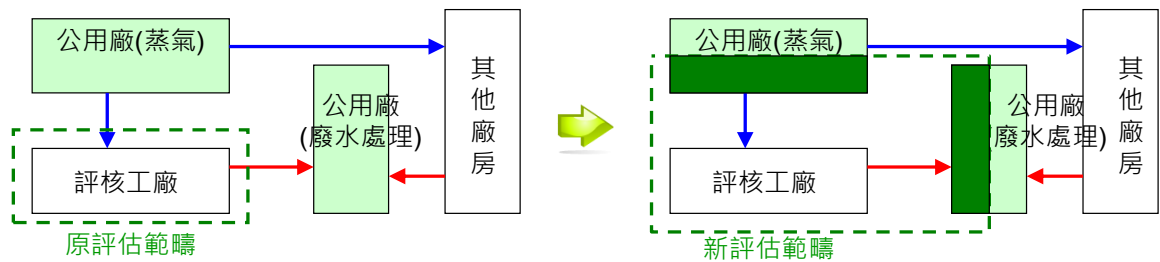 公用廠(蒸氣)
公用廠
(廢水處理)
其他廠房
評核工廠
原評估範疇
公用廠(蒸氣)
公用廠
廢水處理)
其他廠房
評核工廠
新評估範疇